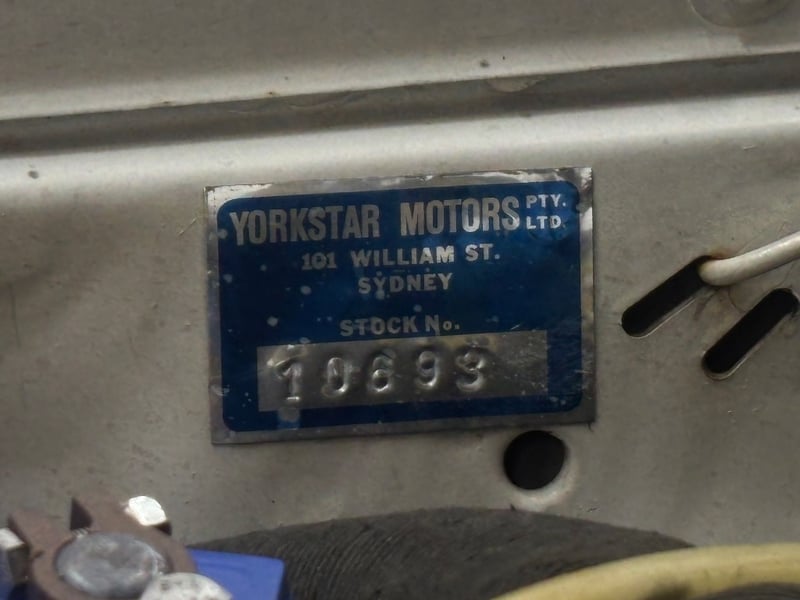 YORKSTAR MOTORS PTY. LTD.
101 WILLIAM ST.
SYDNEY
STOCK No.
10693